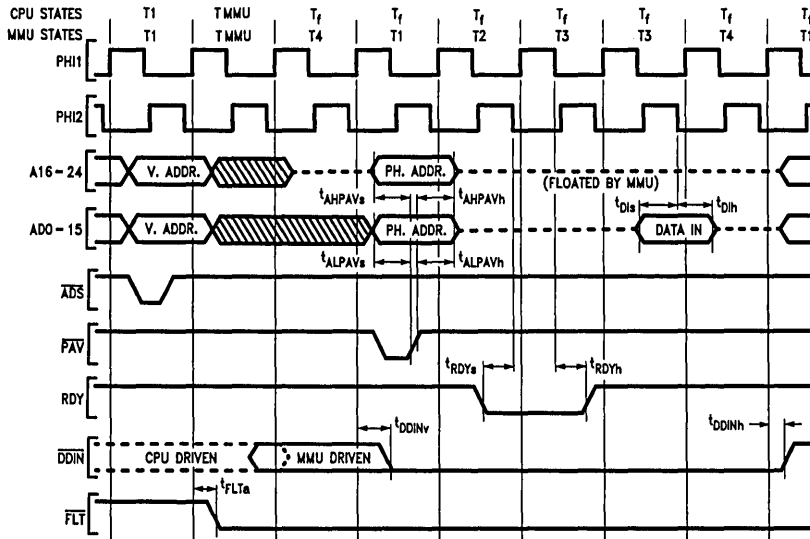 CPU STATES T1 TMMU Tf Tf Tf Tf Tf Tf Tf
MMU STATES T1 TMMU T4 T1 T2 T3 T3 T4 T1
PHI1
PHI2
A16-24 V. ADDR. PH. ADDR. (FLOATED BY MMU)
tAHPAVs tAHPAVh tDIs tDIh
AD0-15 V. ADDR. PH. ADDR. DATA IN
tALPAVs tALPAVh
ADS
PAV
tRDYs tRDYh
RDY
tDDINv tDDINh
DDIN CPU DRIVEN MMU DRIVEN
tFLTa
FLT